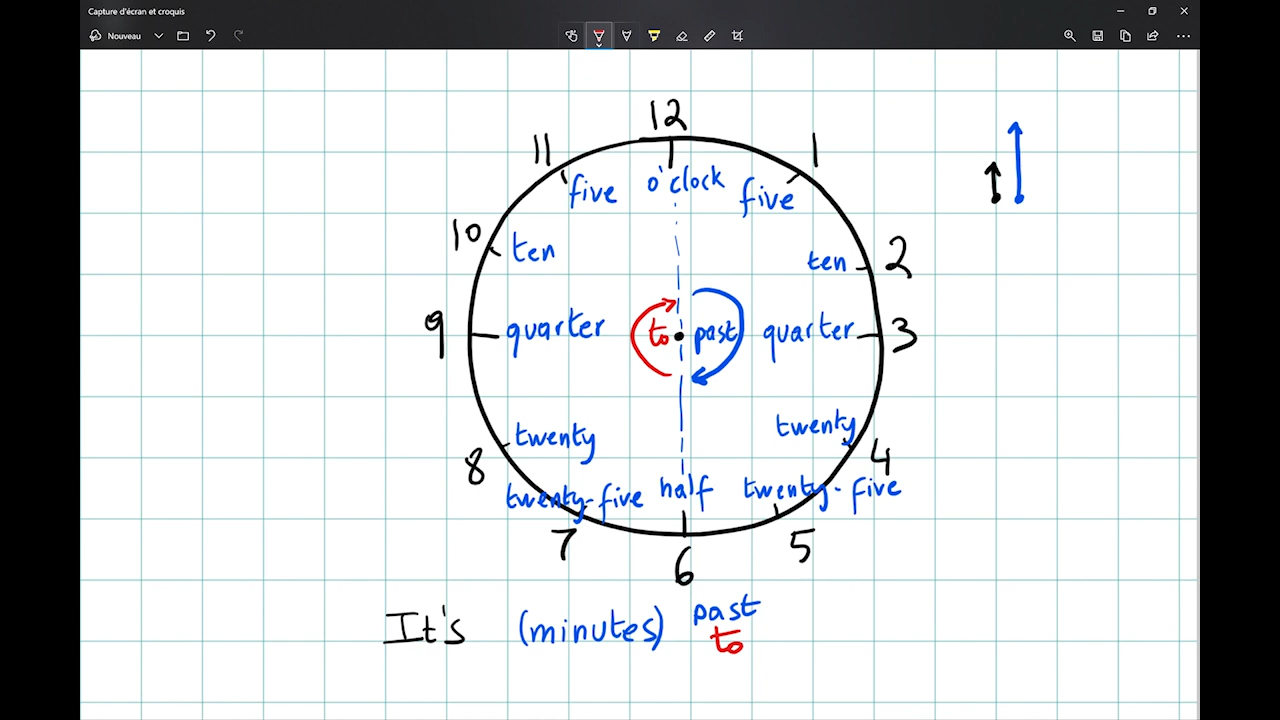 Capture d'écran et croquis
Nouveau
12
11 1
five o'clock five
10 ten ten 2
9 quarter to past quarter 3
8 twenty twenty 4
twenty-five half twenty-five
7 5
6
It's (minutes) past
to